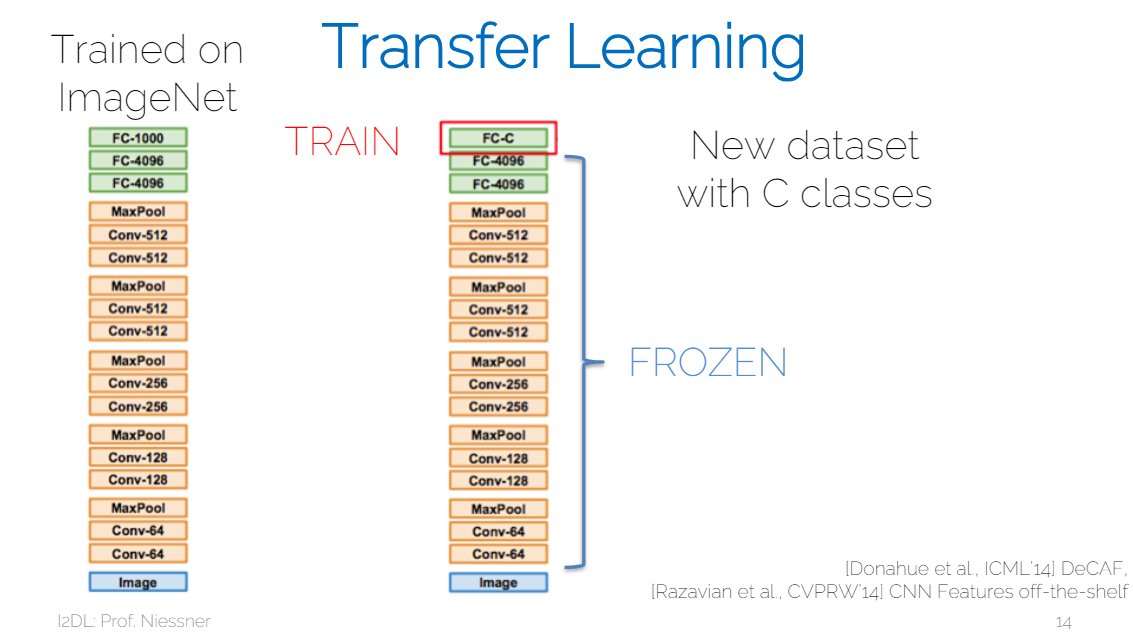 Trained on
ImageNet
Transfer Learning
FC-1000
FC-4096
FC-4096
MaxPool
Conv-512
Conv-512
MaxPool
Conv-512
Conv-512
MaxPool
Conv-256
Conv-256
MaxPool
Conv-128
Conv-128
MaxPool
Conv-64
Conv-64
Image
TRAIN
FC-C
FC-4096
FC-4096
MaxPool
Conv-512
Conv-512
MaxPool
Conv-512
Conv-512
MaxPool
Conv-256
Conv-256
MaxPool
Conv-128
Conv-128
MaxPool
Conv-64
Conv-64
Image
New dataset
with C classes
FROZEN
[Donahue et al., ICML'14] DeCAF,
[Razavian et al., CVPRW'14] CNN Features off-the-shelf
I2DL: Prof. Niessner
14